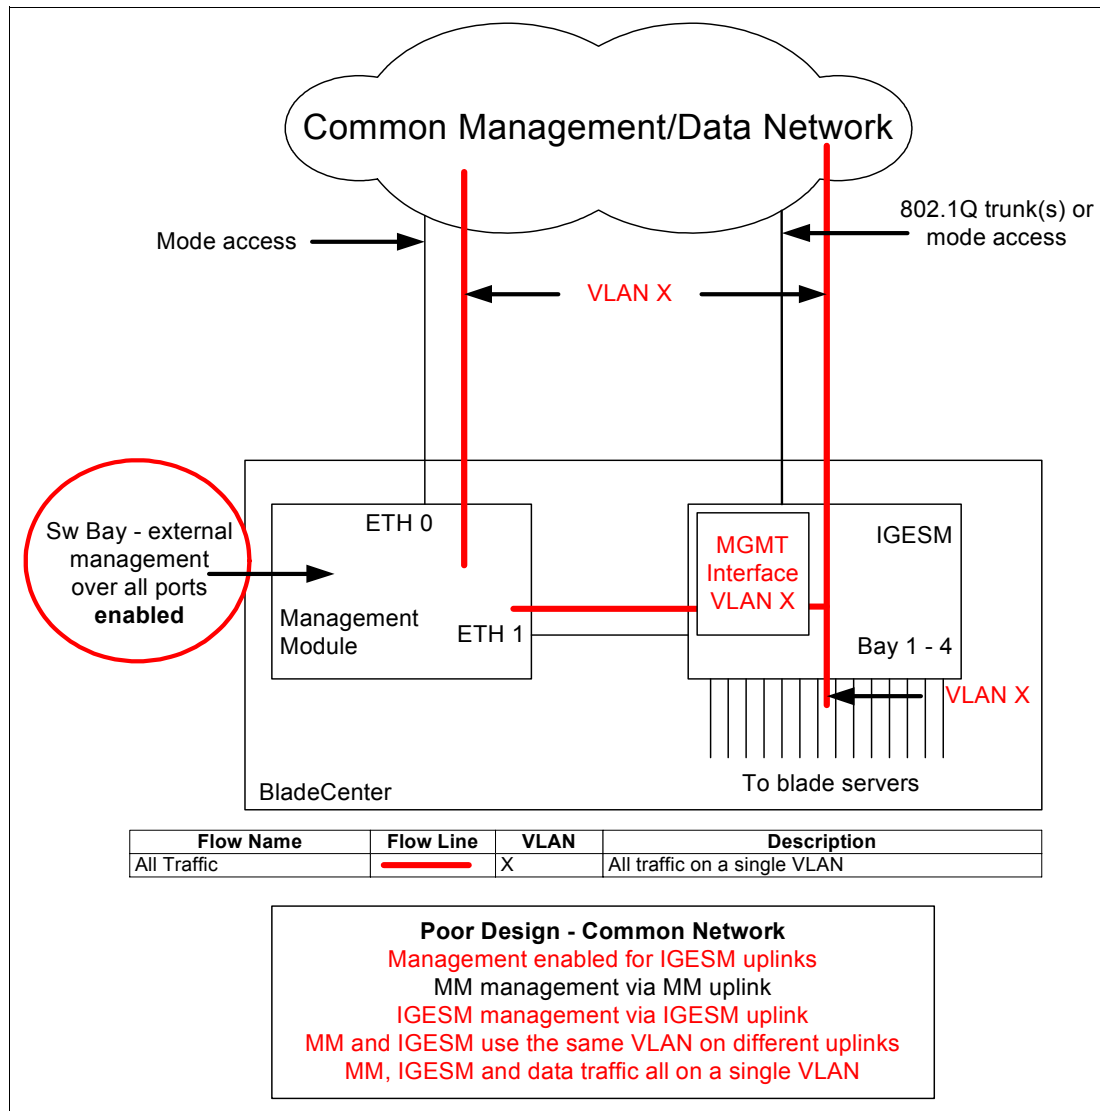 Common Management/Data Network
Mode access
802.1Q trunk(s) or
mode access
VLAN X
Sw Bay - external
management
over all ports
enabled
ETH 0
Management
Module
ETH 1
MGMT
Interface
VLAN X
IGESM
Bay 1 - 4
VLAN X
To blade servers
BladeCenter
Flow Name Flow Line VLAN Description
All Traffic X All traffic on a single VLAN
Poor Design - Common Network
Management enabled for IGESM uplinks
MM management via MM uplink
IGESM management via IGESM uplink
MM and IGESM use the same VLAN on different uplinks
MM, IGESM and data traffic all on a single VLAN